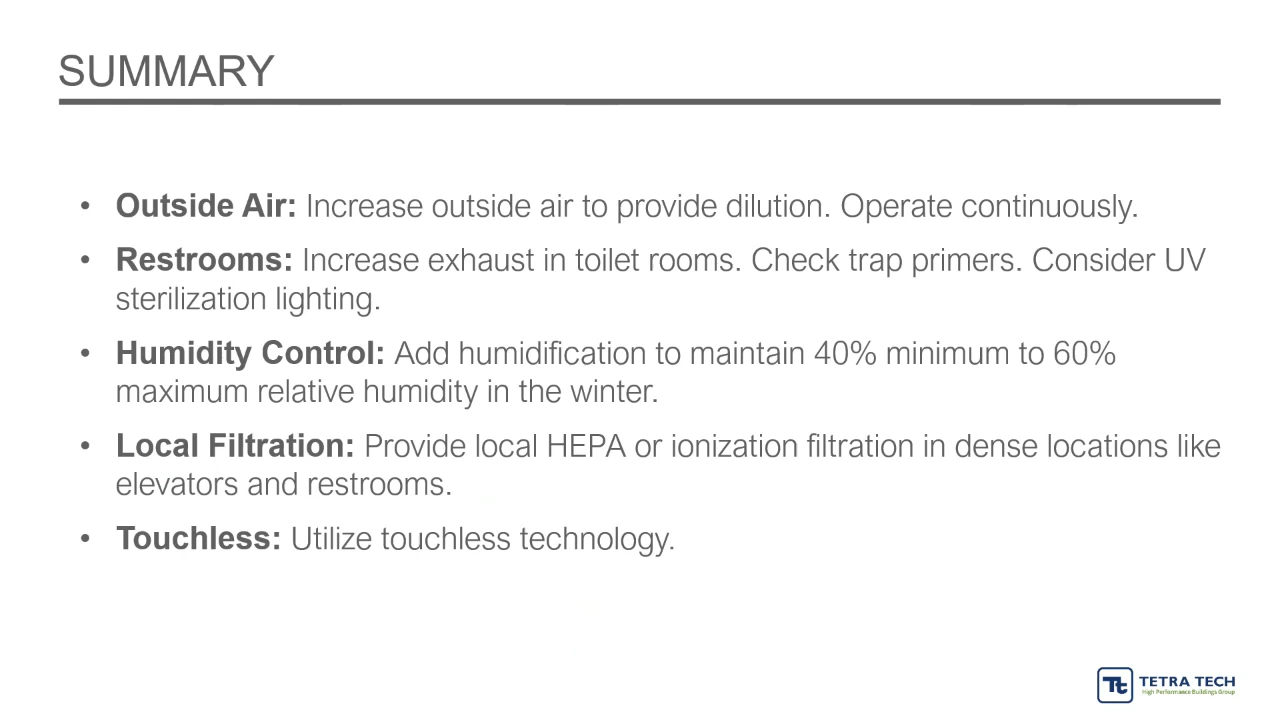 SUMMARY
• Outside Air: Increase outside air to provide dilution. Operate continuously.
• Restrooms: Increase exhaust in toilet rooms. Check trap primers. Consider UV
sterilization lighting.
• Humidity Control: Add humidification to maintain 40% minimum to 60%
maximum relative humidity in the winter.
• Local Filtration: Provide local HEPA or ionization filtration in dense locations like
elevators and restrooms.
• Touchless: Utilize touchless technology.
Tt TETRA TECH
High Performance Buildings Group